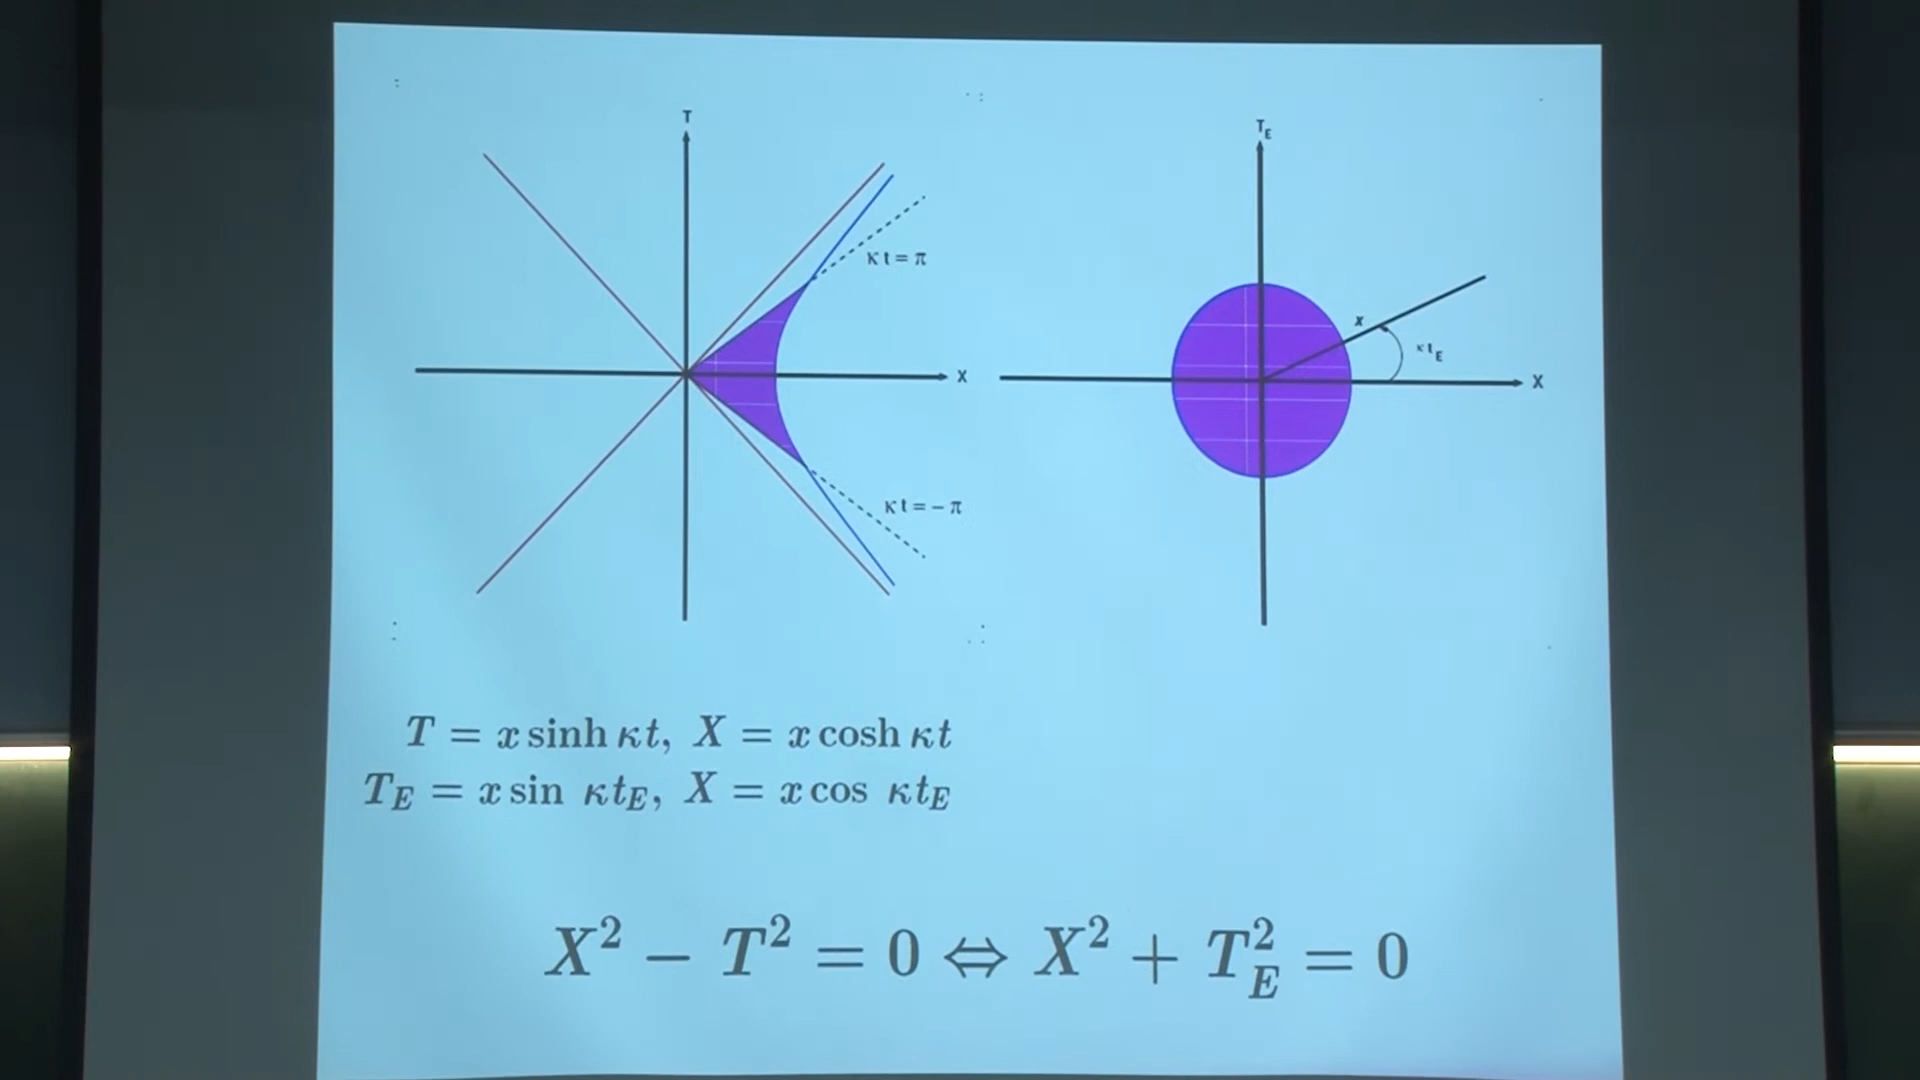 T
κt = π
X
κt = – π
T_E
x
κt_E
X
T = x sinh κt, X = x cosh κt
T_E = x sin κt_E, X = x cos κt_E
X² − T² = 0 ⇔ X² + T_E² = 0